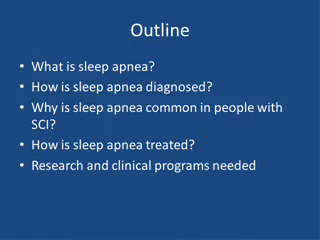 Outline
• What is sleep apnea?
• How is sleep apnea diagnosed?
• Why is sleep apnea common in people with
SCI?
• How is sleep apnea treated?
• Research and clinical programs needed